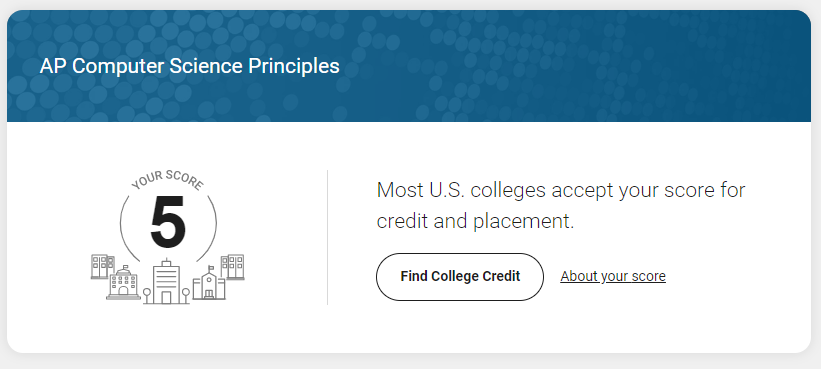 AP Computer Science Principles
YOUR SCORE
5
Most U.S. colleges accept your score for
credit and placement.
Find College Credit
About your score